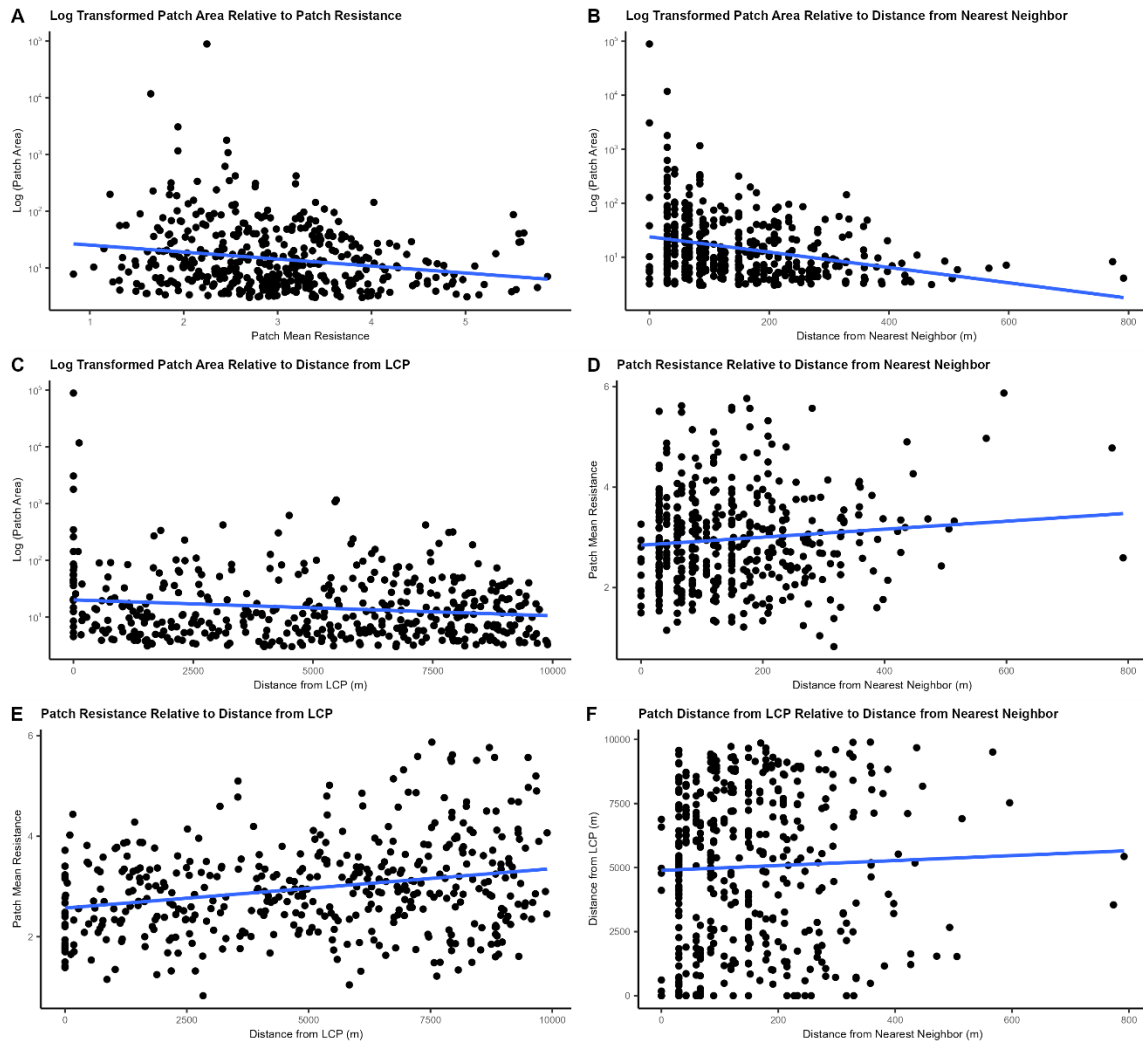 A Log Transformed Patch Area Relative to Patch Resistance
10⁵
10⁴
10³
10²
10¹
Log (Patch Area)
1 2 3 4 5
Patch Mean Resistance
B Log Transformed Patch Area Relative to Distance from Nearest Neighbor
10⁵
10⁴
10³
10²
10¹
Log (Patch Area)
0 200 400 600 800
Distance from Nearest Neighbor (m)
C Log Transformed Patch Area Relative to Distance from LCP
10⁵
10⁴
10³
10²
10¹
Log (Patch Area)
0 2500 5000 7500 10000
Distance from LCP (m)
D Patch Resistance Relative to Distance from Nearest Neighbor
6
4
2
Patch Mean Resistance
0 200 400 600 800
Distance from Nearest Neighbor (m)
E Patch Resistance Relative to Distance from LCP
6
4
2
Patch Mean Resistance
0 2500 5000 7500 10000
Distance from LCP (m)
F Patch Distance from LCP Relative to Distance from Nearest Neighbor
10000
7500
5000
2500
0
Distance from LCP (m)
0 200 400 600 800
Distance from Nearest Neighbor (m)